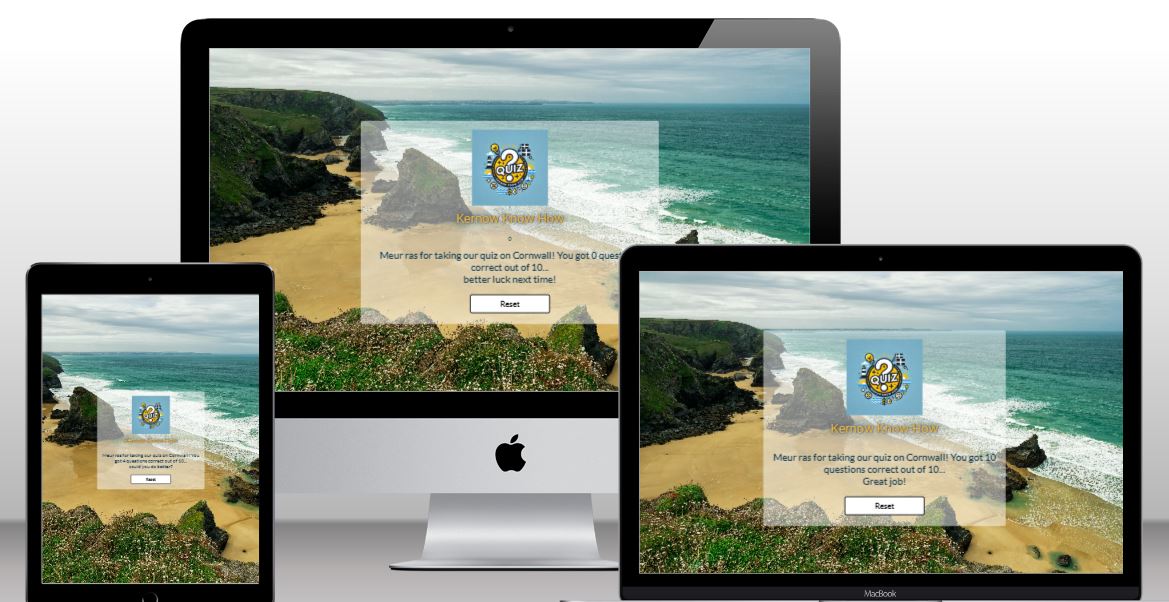 QUIZ
Kernow Know-How
Meur ras for taking our quiz on Cornwall! You got 0 ques
correct out of 10...
better luck next time!
Reset
QUIZ
Kernow Know-How
Meur ras for taking our quiz on Cornwall! You
got 4 questions correct out of 10...
could you do better?
Reset
QUIZ
Kernow Know-How
Meur ras for taking our quiz on Cornwall! You got 10
questions correct out of 10...
Great job!
Reset
MacBook